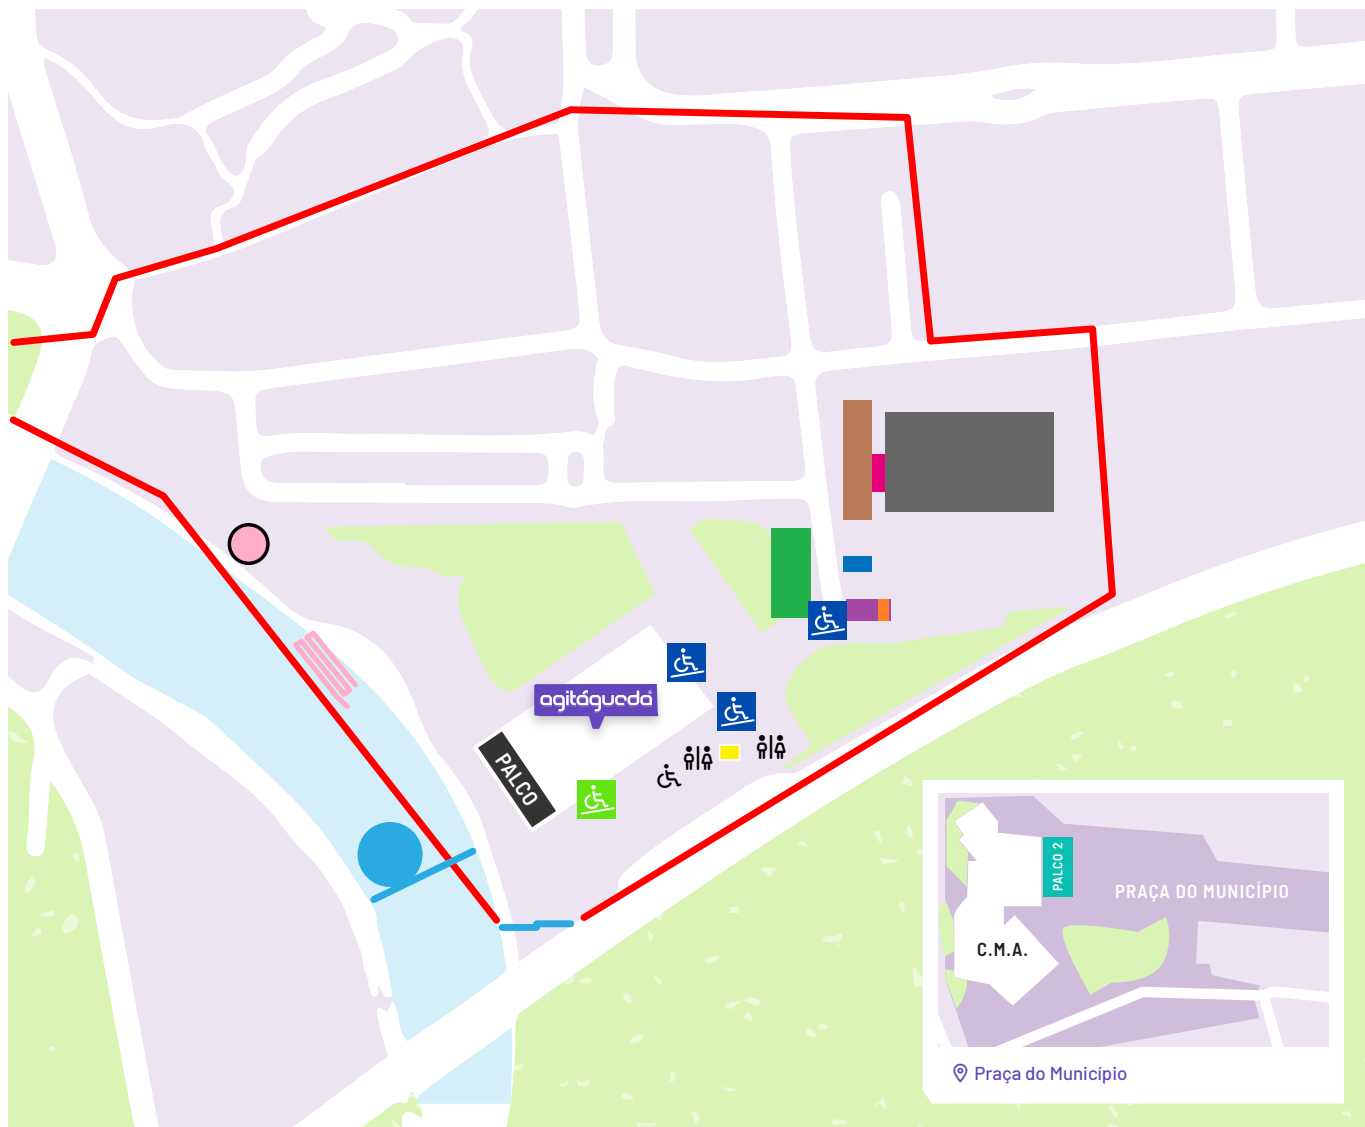 agitágueda
PALCO
PALCO 2
PRAÇA DO MUNICÍPIO
C.M.A.
Praça do Município